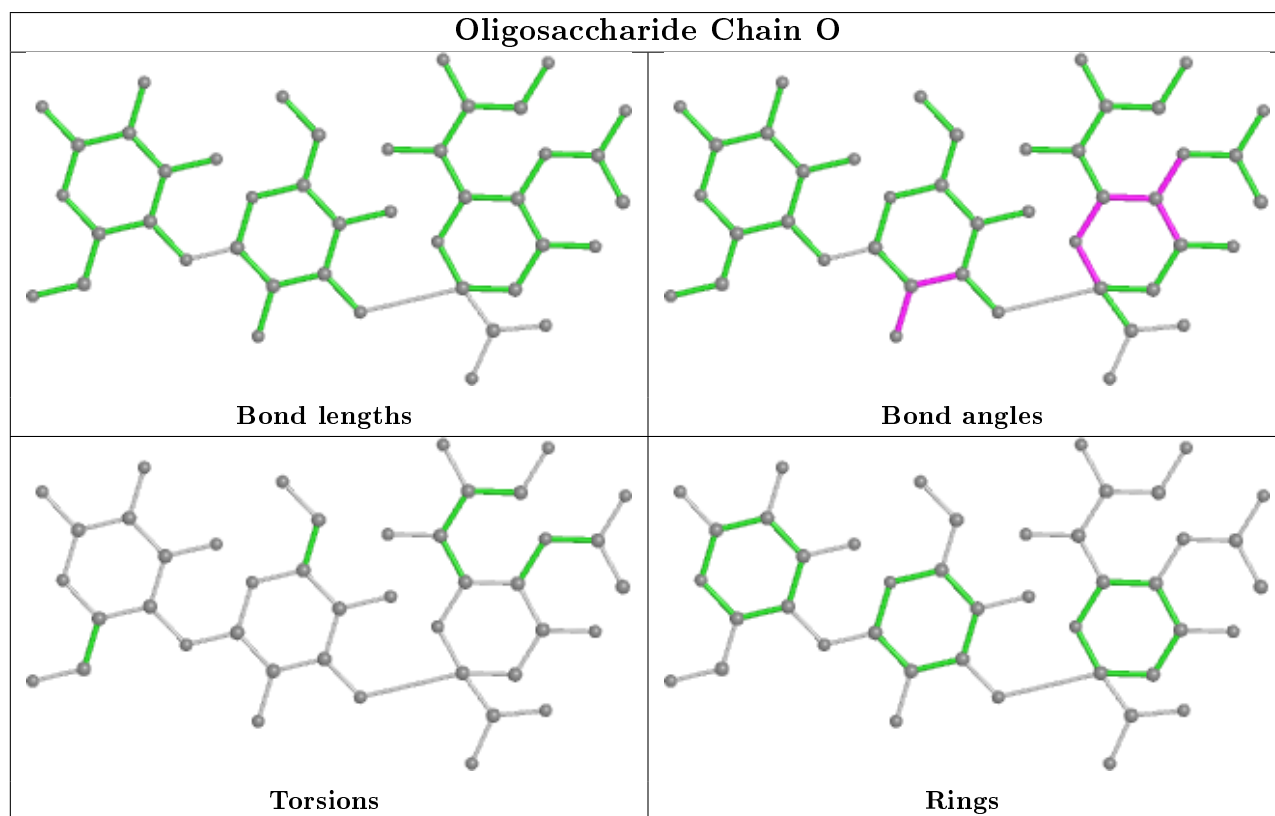 Oligosaccharide Chain O
Bond lengths
Bond angles
Torsions
Rings